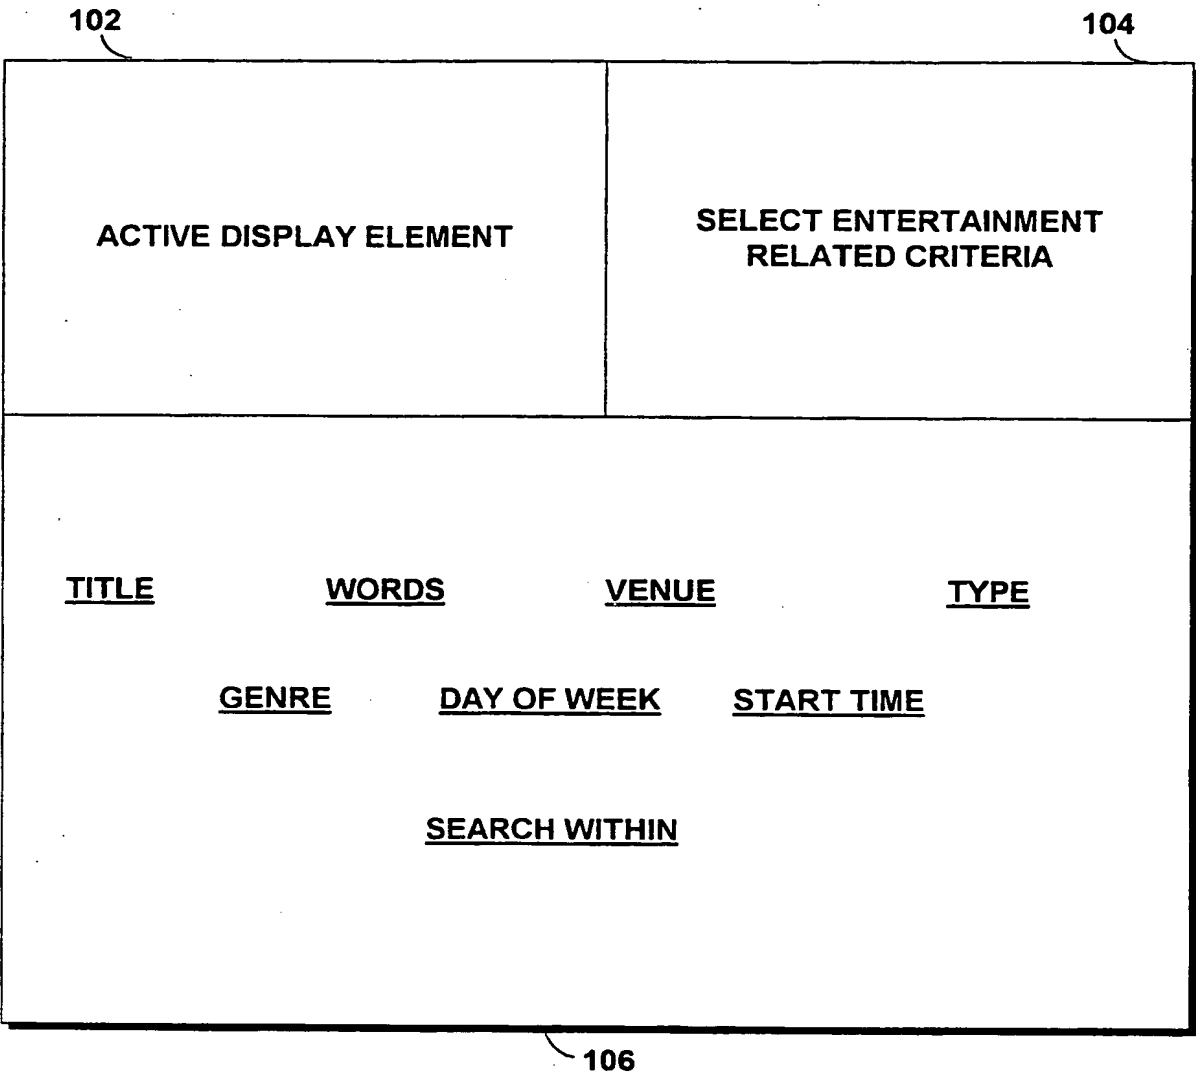 102
104
ACTIVE DISPLAY ELEMENT
SELECT ENTERTAINMENT
RELATED CRITERIA
TITLE WORDS VENUE TYPE
GENRE DAY OF WEEK START TIME
SEARCH WITHIN
106